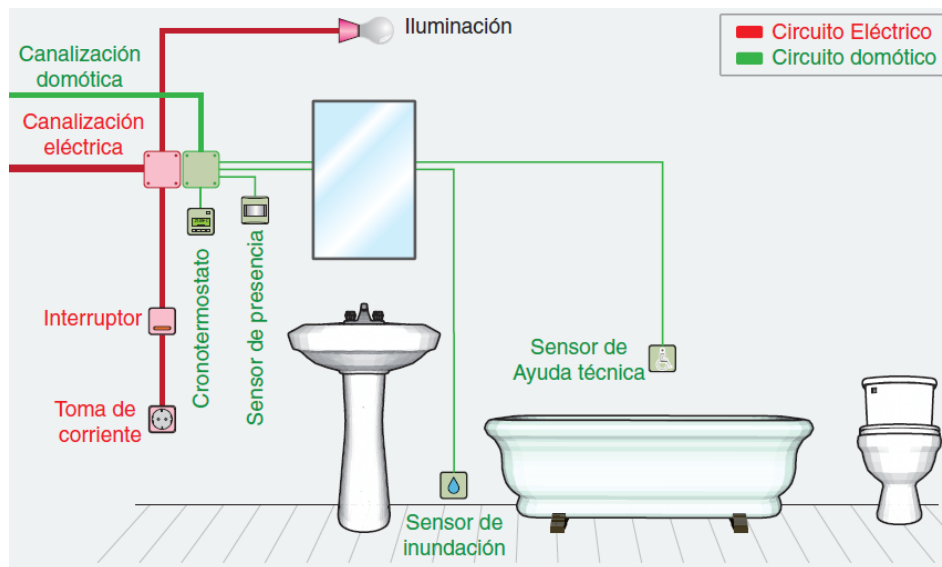 Iluminación
Circuito Eléctrico
Circuito domótico
Canalización
domótica
Canalización
eléctrica
Cronotermostato
Sensor de presencia
Interruptor
Toma de
corriente
Sensor de
Ayuda técnica
Sensor de
inundación